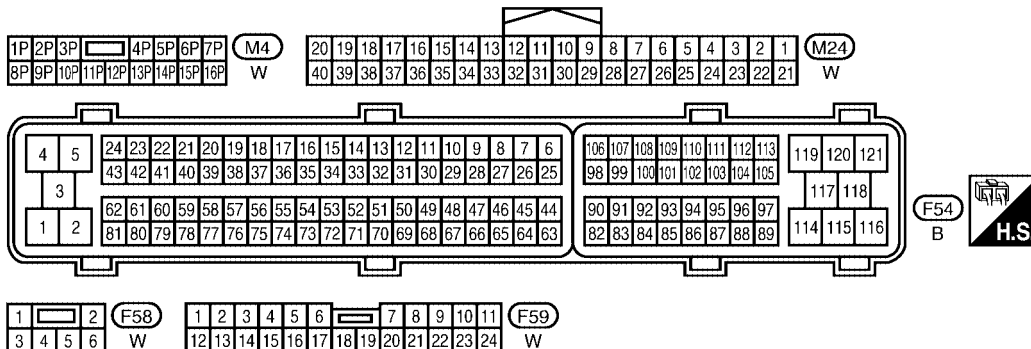 1P 2P 3P 4P 5P 6P 7P M4
8P 9P 10P 11P 12P 13P 14P 15P 16P W
20 19 18 17 16 15 14 13 12 11 10 9 8 7 6 5 4 3 2 1 M24
40 39 38 37 36 35 34 33 32 31 30 29 28 27 26 25 24 23 22 21 W
4 5
3
1 2
24 23 22 21 20 19 18 17 16 15 14 13 12 11 10 9 8 7 6
43 42 41 40 39 38 37 36 35 34 33 32 31 30 29 28 27 26 25
62 61 60 59 58 57 56 55 54 53 52 51 50 49 48 47 46 45 44
81 80 79 78 77 76 75 74 73 72 71 70 69 68 67 66 65 64 63
106 107 108 109 110 111 112 113
98 99 100 101 102 103 104 105
90 91 92 93 94 95 96 97
82 83 84 85 86 87 88 89
119 120 121
117 118
114 115 116
F54
B
H.S
1 2 F58
3 4 5 6 W
1 2 3 4 5 6 7 8 9 10 11 F59
12 13 14 15 16 17 18 19 20 21 22 23 24 W